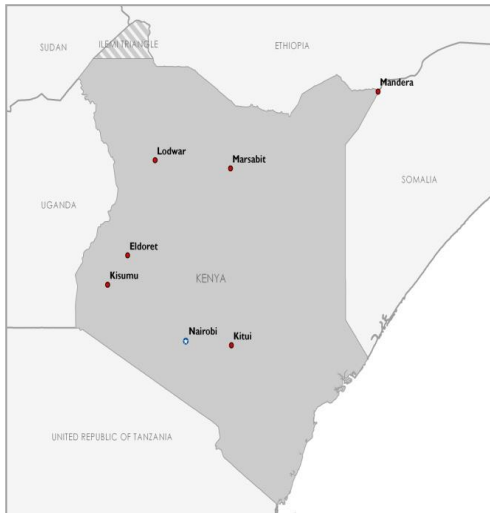 SUDAN
ILEMI TRIANGLE
ETHIOPIA
Mandera
Lodwar
Marsabit
SOMALIA
UGANDA
Eldoret
Kisumu
KENYA
Nairobi
Kitui
UNITED REPUBLIC OF TANZANIA